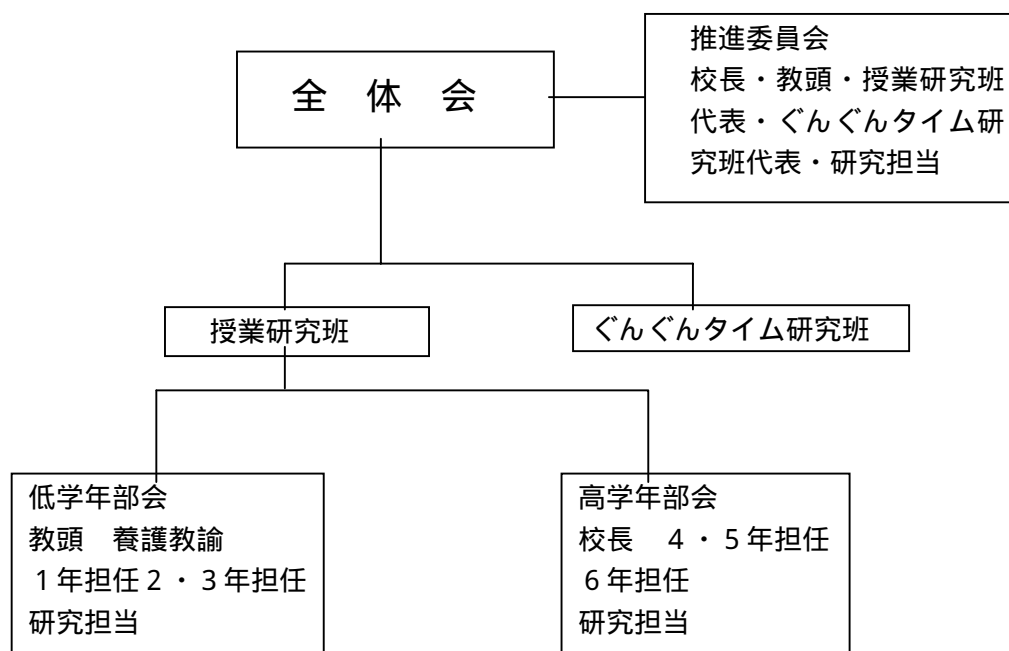 推進委員会
校長・教頭・授業研究班
代表・ぐんぐんタイム研
究班代表・研究担当
全　体　会
授業研究班
ぐんぐんタイム研究班
低学年部会
教頭　養護教諭
1年担任2・3年担任
研究担当
高学年部会
校長　4・5年担任
6年担任
研究担当